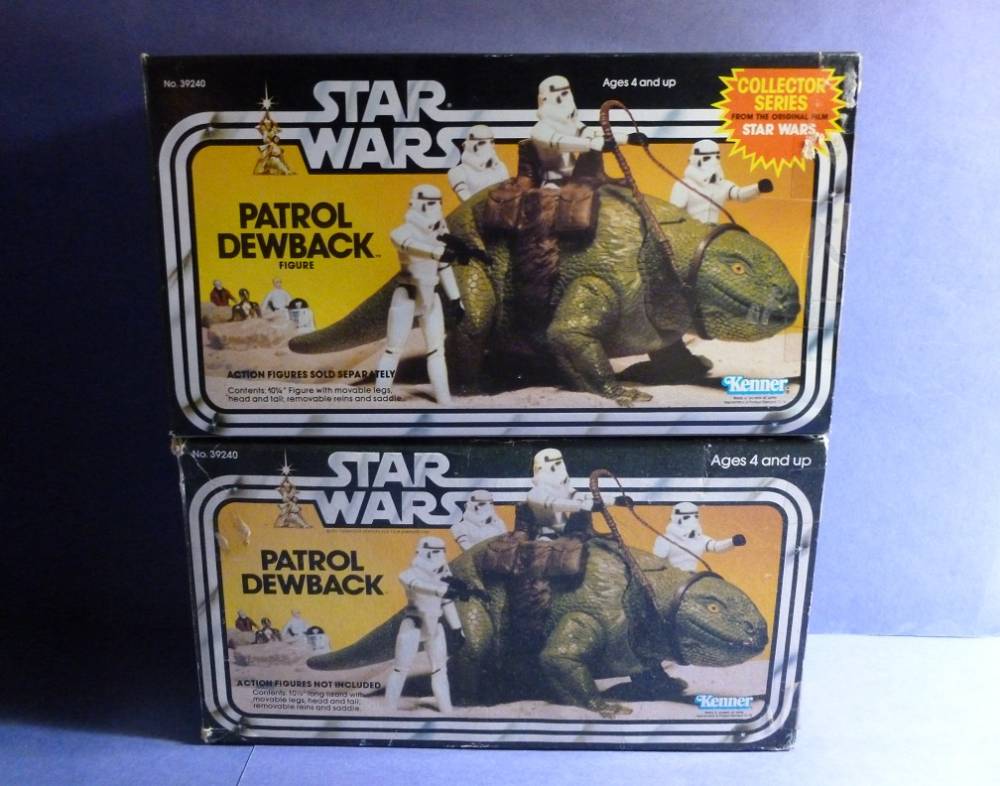 No. 39240
STAR WARS
Ages 4 and up
COLLECTOR
SERIES
FROM THE ORIGINAL FILM
STAR WARS
PATROL
DEWBACK™
FIGURE
ACTION FIGURES SOLD SEPARATELY
Contents: 10½" Figure with movable legs,
head and tail; removable reins and saddle.
Kenner
No. 39240
STAR WARS
Ages 4 and up
PATROL
DEWBACK
ACTION FIGURES NOT INCLUDED
Contents: 10½" long lizard with
movable legs, head and tail;
removable reins and saddle.
Kenner